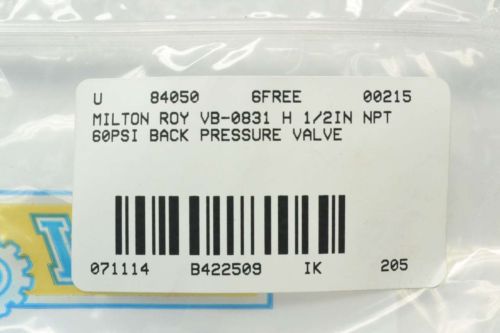 U 84050 6FREE 00215
MILTON ROY VB-0831 H 1/2IN NPT
60PSI BACK PRESSURE VALVE
071114 B422509 IK 205